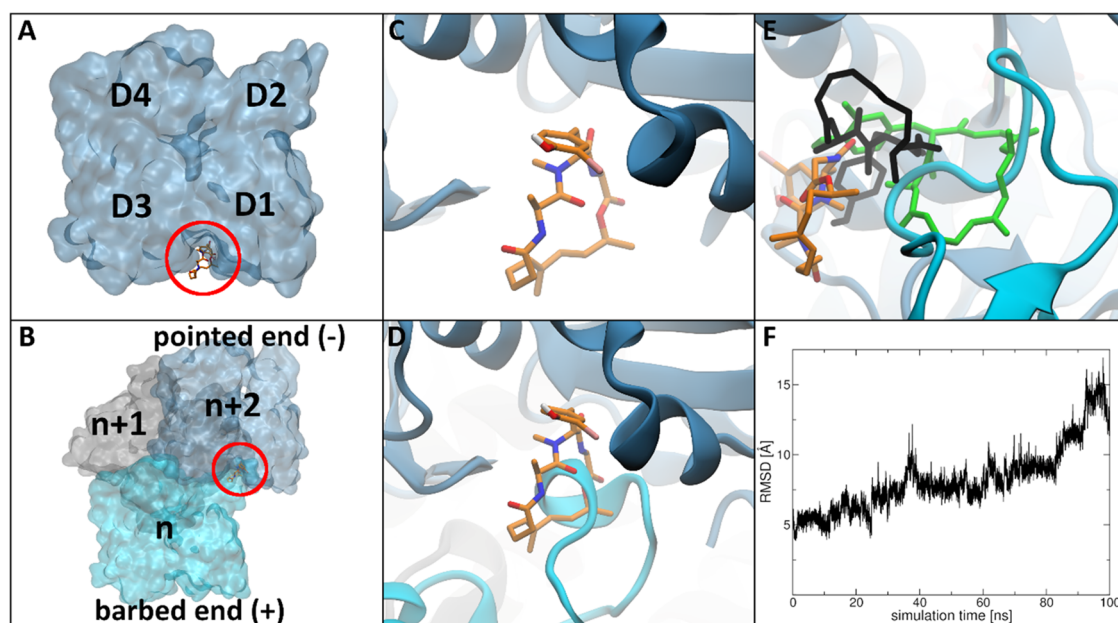 A
D4
D2
D3
D1
B
pointed end (-)
n+1
n+2
n
barbed end (+)
C
D
E
F
RMSD [Å]
15
10
5
0
20
40
60
80
100
simulation time [ns]